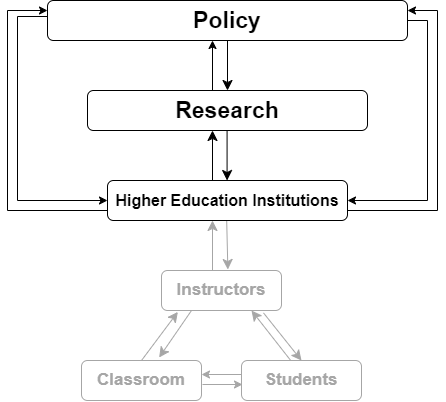 Policy
Research
Higher Education Institutions
Instructors
Classroom
Students